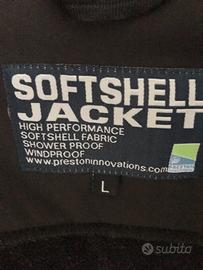 SOFTSHELL
JACKET
HIGH PERFORMANCE
SOFTSHELL FABRIC
SHOWER PROOF
WINDPROOF
www.prestoninnovations.com
L
subito